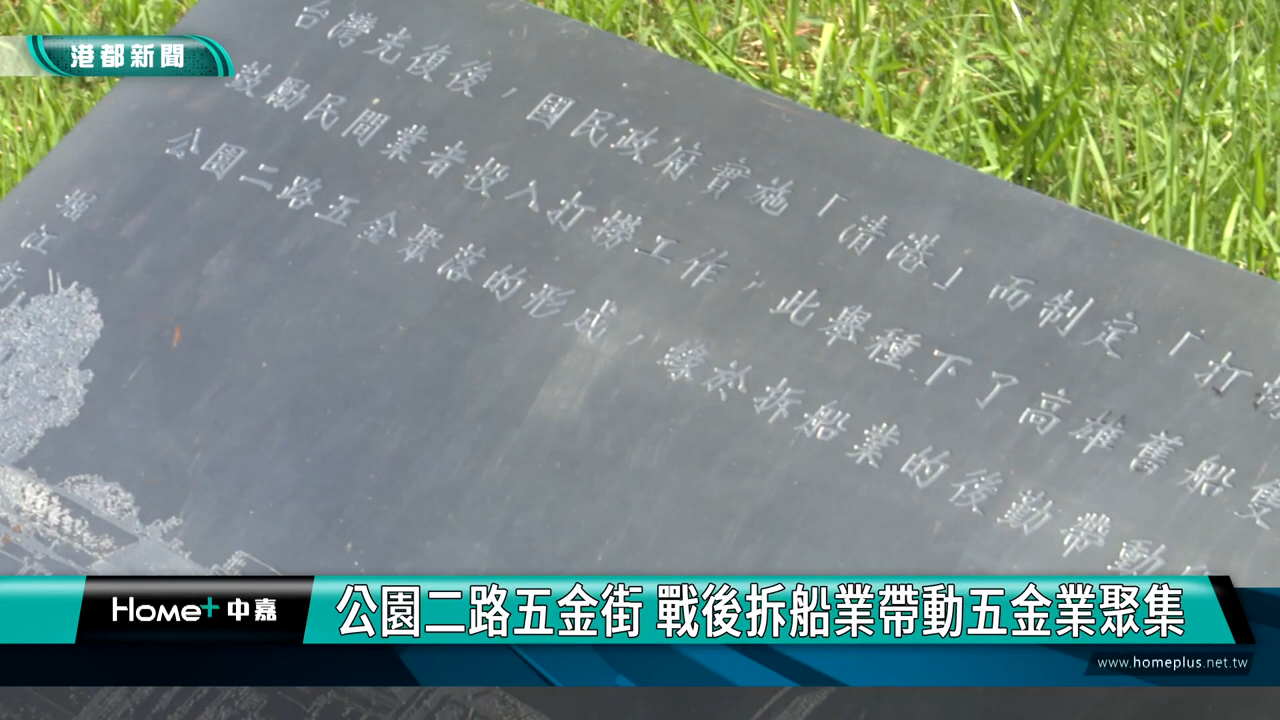 港都新聞
台灣光復後，國民政府實施「清港」而制定「打撈
鼓勵民間業者投入打撈工作，此舉種下了高雄舊船
公園二路五金聚落的形成，緣於拆船業的後勤帶動
堀江
Home+中嘉
公園二路五金街 戰後拆船業帶動五金業聚集
www.homeplus.net.tw